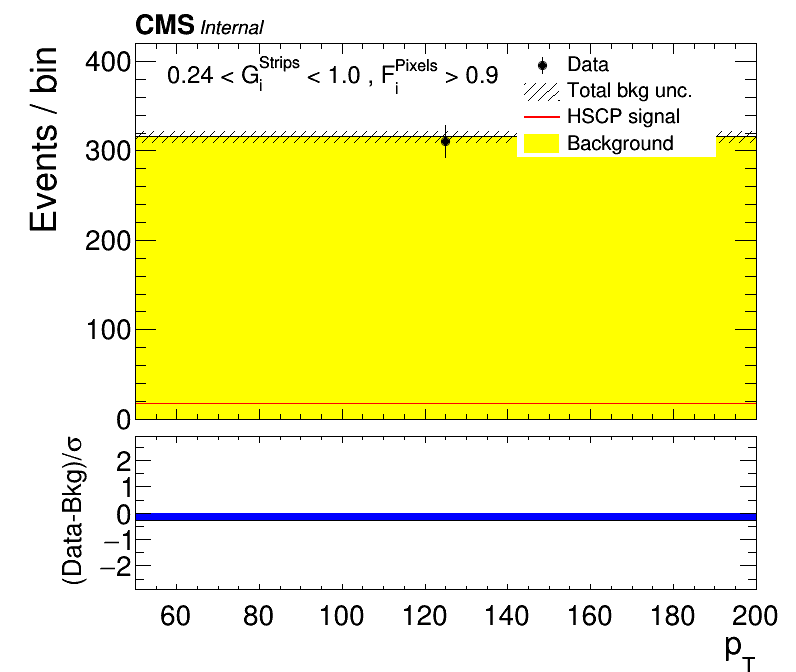 CMS Internal
0.24 < G_i^Strips < 1.0 , F_i^Pixels > 0.9
Data
Total bkg unc.
HSCP signal
Background
Events / bin
400
300
200
100
0
(Data-Bkg)/σ
2
1
0
−1
−2
60 80 100 120 140 160 180 200
p_T